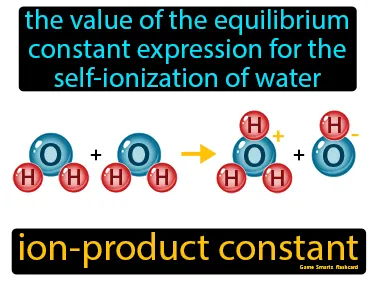 the value of the equilibrium
constant expression for the
self-ionization of water
H H
O + O → O + + O -
H H H H H H
ion-product constant
Game Smartz flashcard